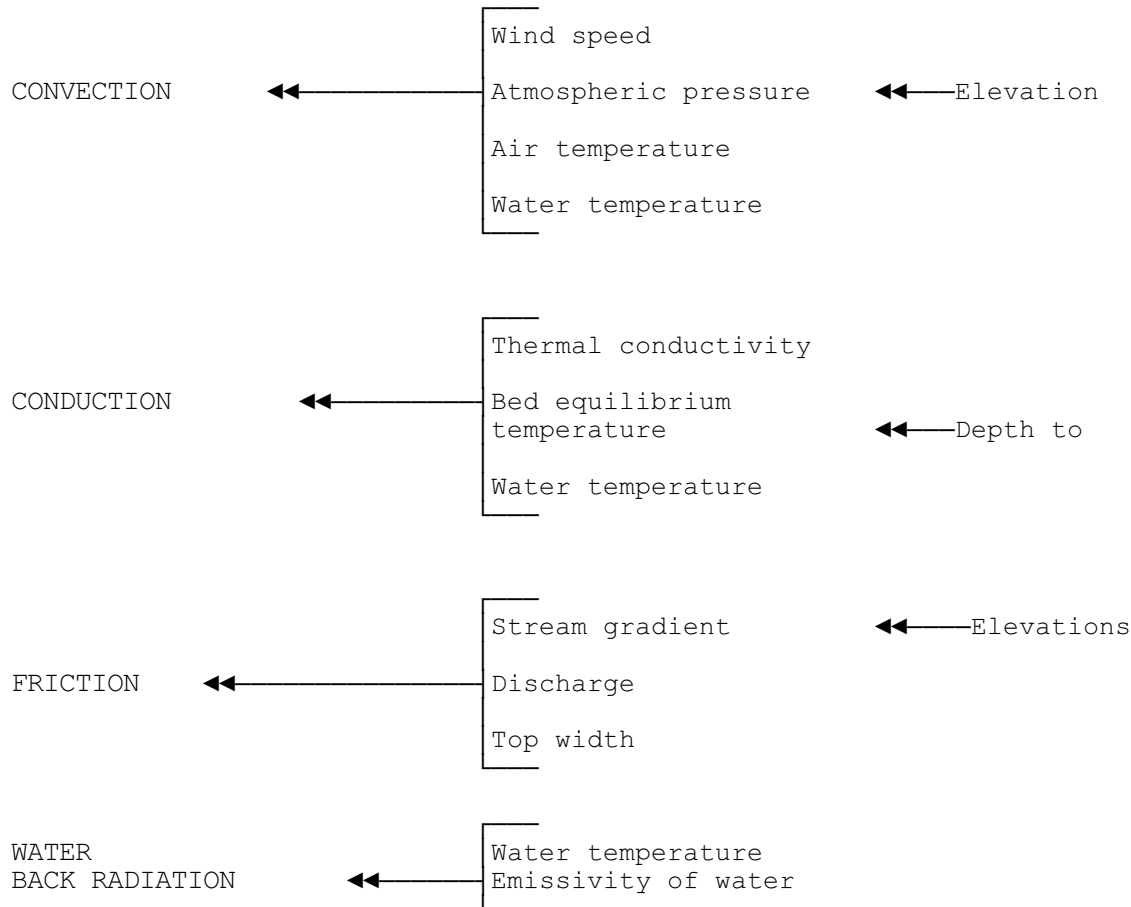 Wind speed
CONVECTION Atmospheric pressure Elevation
Air temperature
Water temperature
Thermal conductivity
CONDUCTION Bed equilibrium
temperature Depth to
Water temperature
Stream gradient Elevations
FRICTION Discharge
Top width
WATER Water temperature
BACK RADIATION Emissivity of water